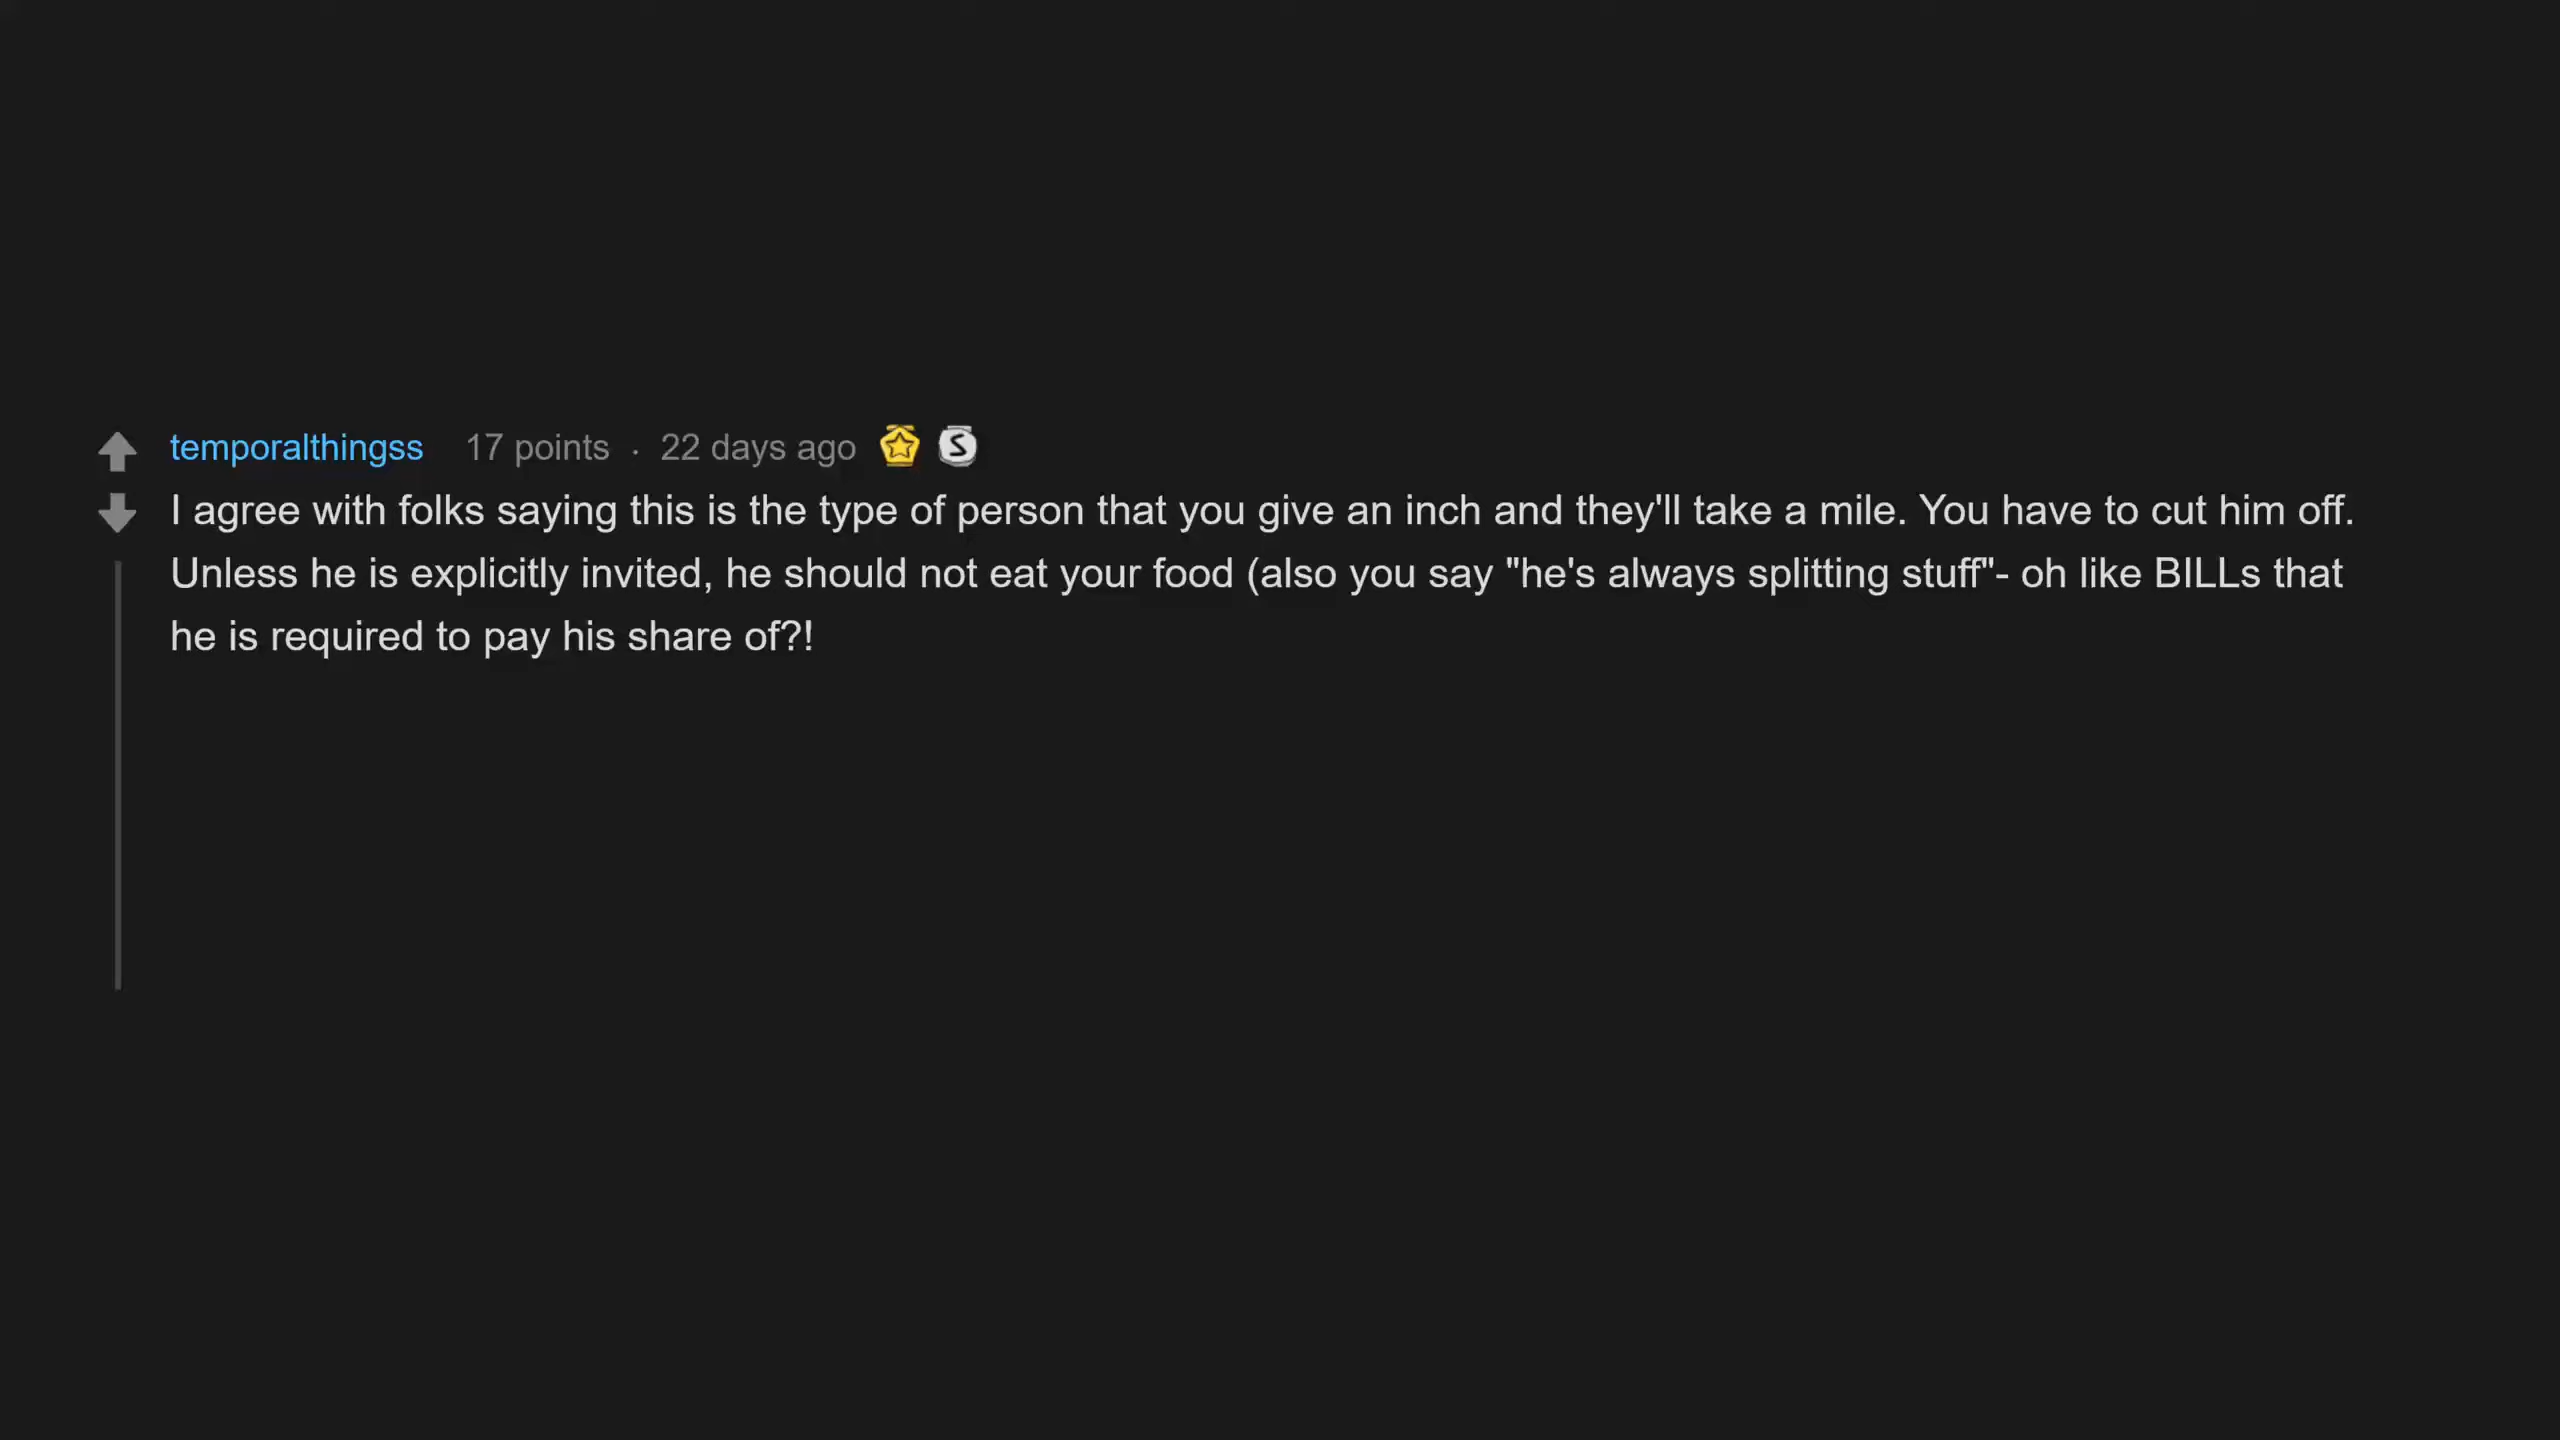 temporalthingss 17 points . 22 days ago S
I agree with folks saying this is the type of person that you give an inch and they'll take a mile. You have to cut him off.
Unless he is explicitly invited, he should not eat your food (also you say "he's always splitting stuff"- oh like BILLs that
he is required to pay his share of?!